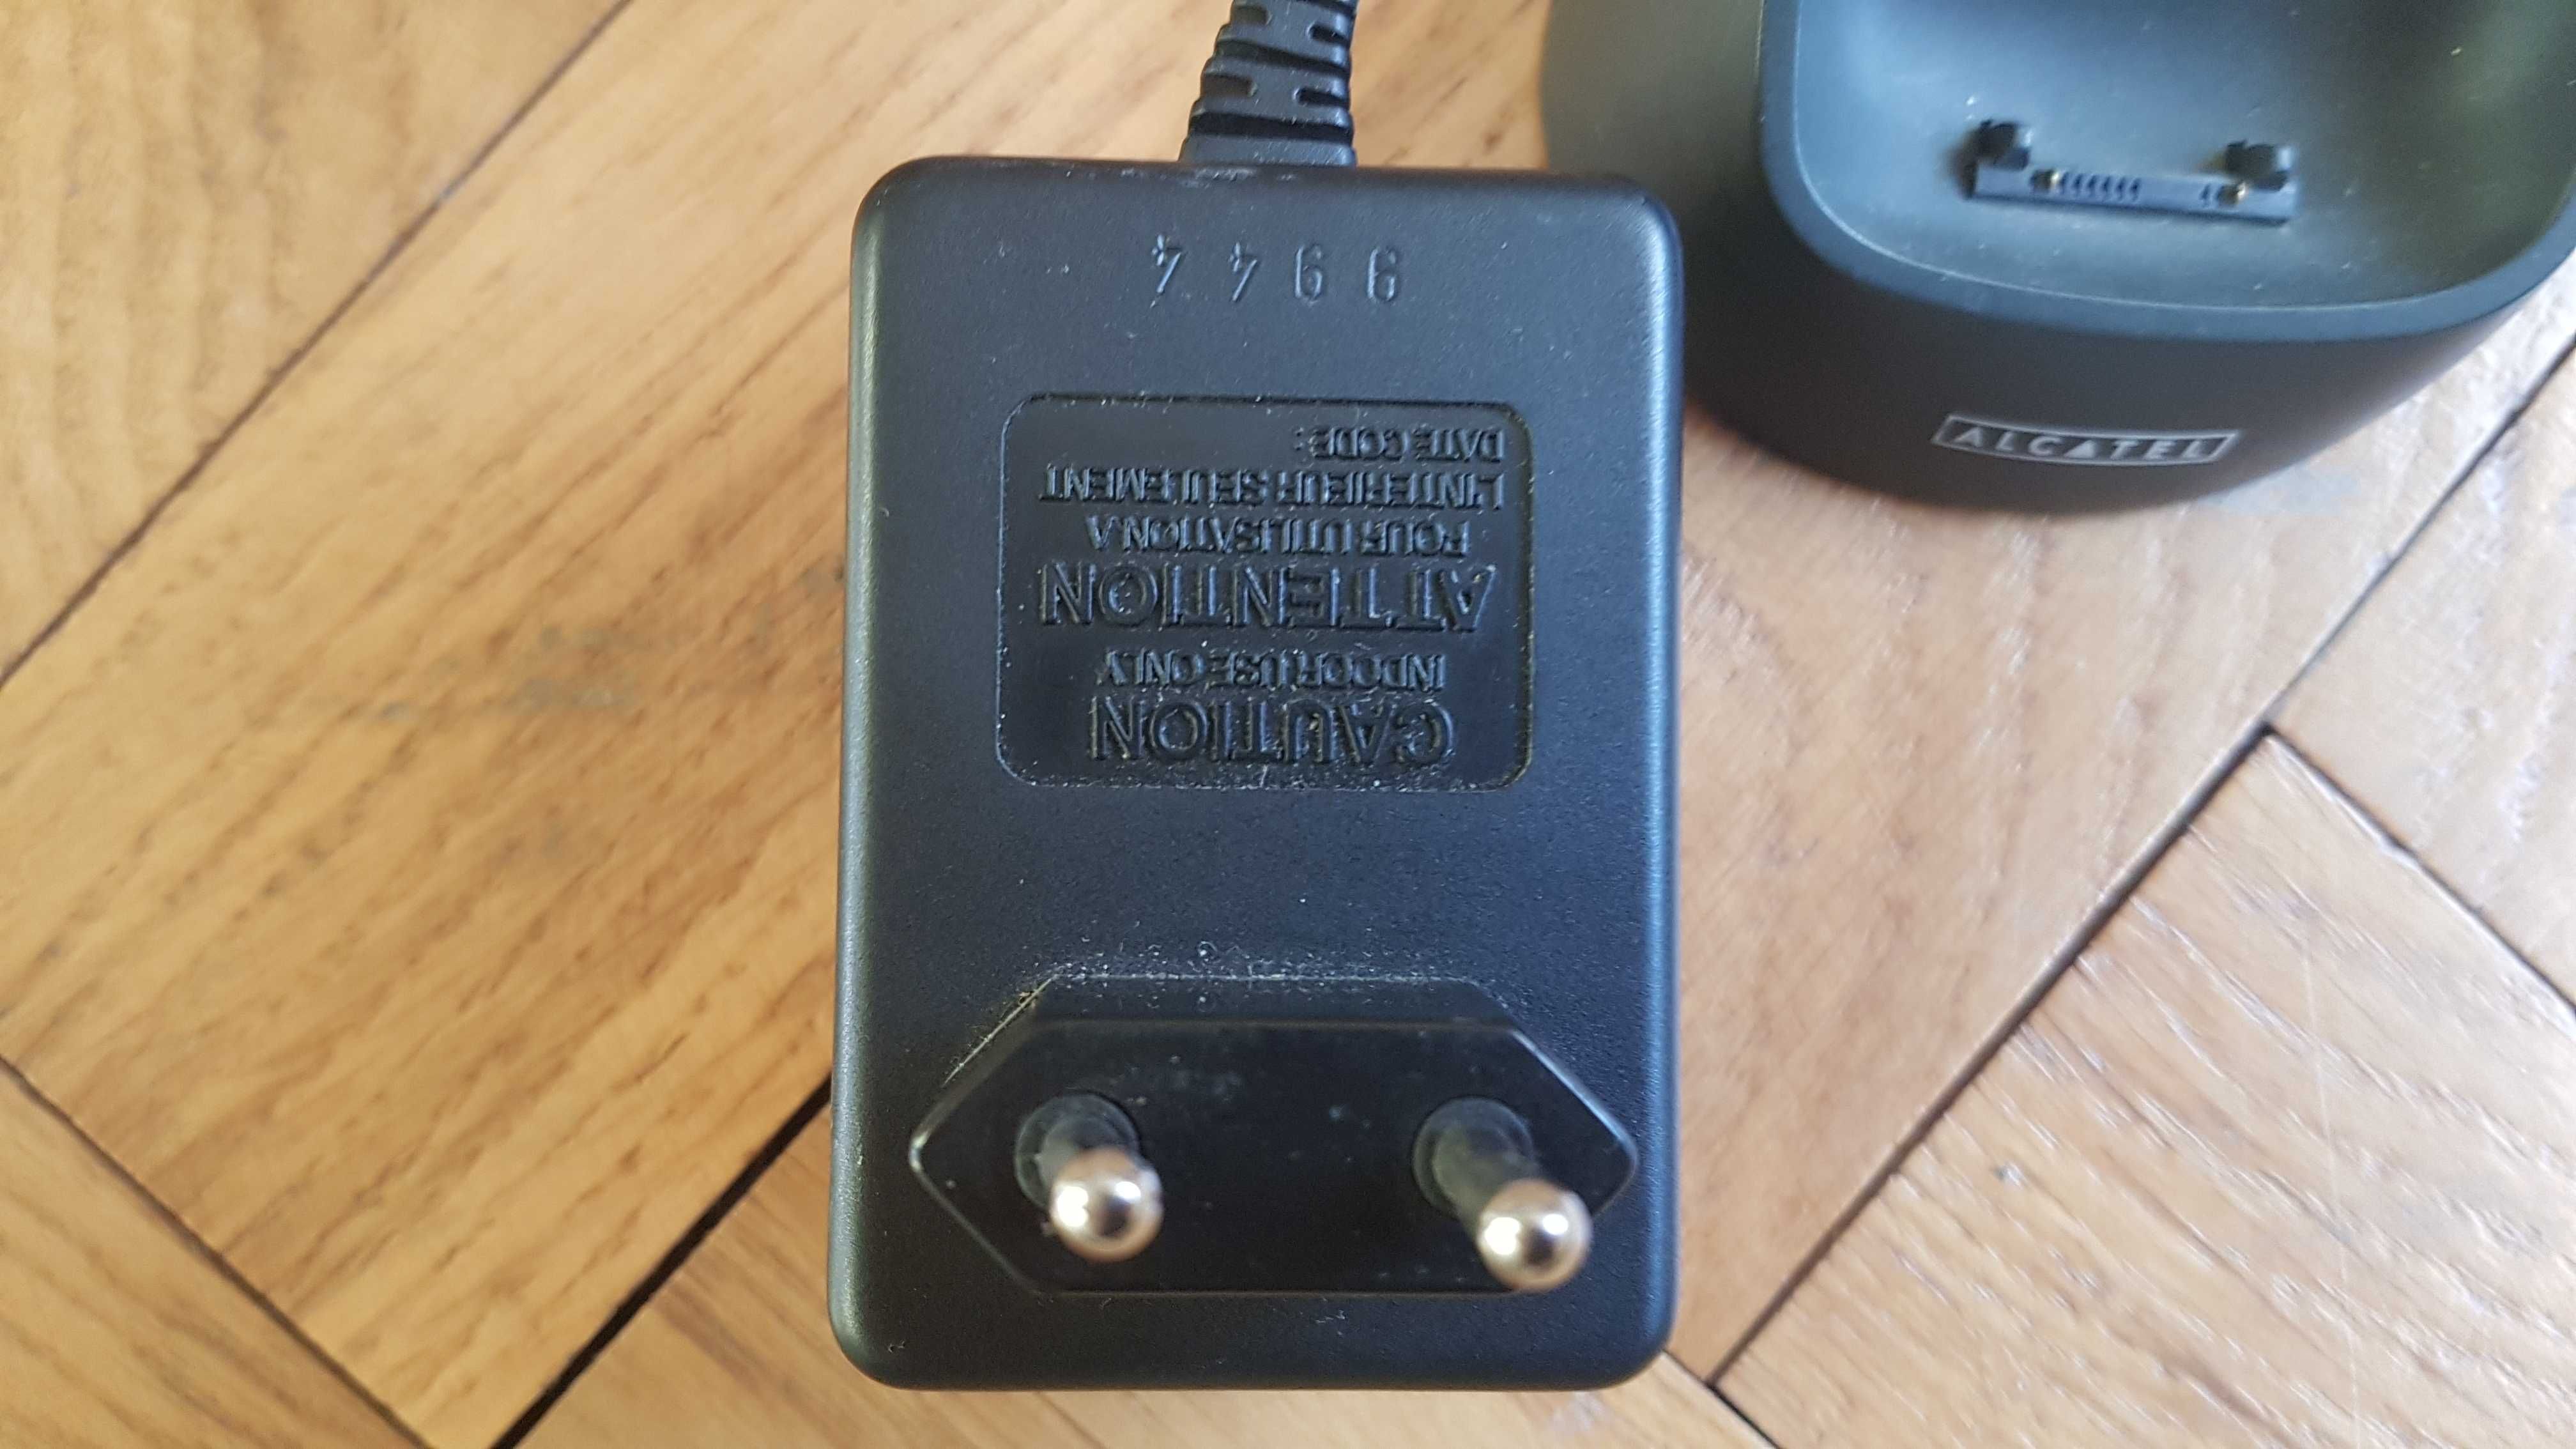 CAUTION
INDOOR USE ONLY
ATTENTION
POUR UTILISATION A
L'INTERIEUR SEULEMENT
DATE CODE :
9944
ALCATEL